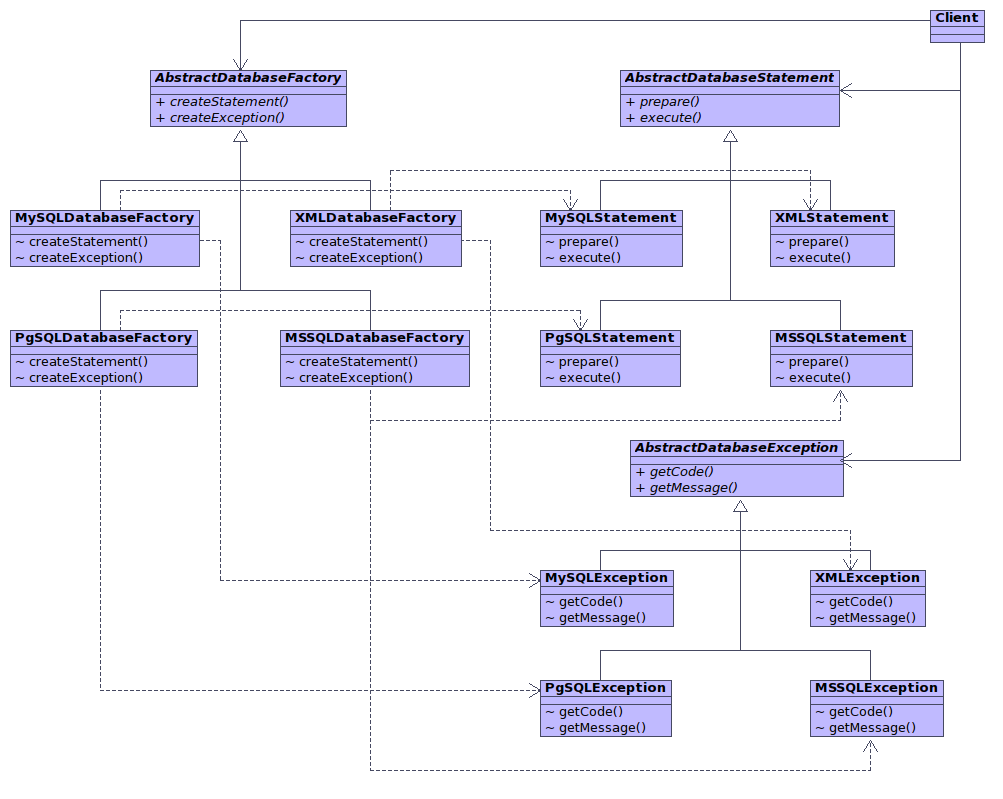 Client
AbstractDatabaseFactory
+ createStatement()
+ createException()
AbstractDatabaseStatement
+ prepare()
+ execute()
MySQLDatabaseFactory
~ createStatement()
~ createException()
XMLDatabaseFactory
~ createStatement()
~ createException()
MySQLStatement
~ prepare()
~ execute()
XMLStatement
~ prepare()
~ execute()
PgSQLDatabaseFactory
~ createStatement()
~ createException()
MSSQLDatabaseFactory
~ createStatement()
~ createException()
PgSQLStatement
~ prepare()
~ execute()
MSSQLStatement
~ prepare()
~ execute()
AbstractDatabaseException
+ getCode()
+ getMessage()
MySQLException
~ getCode()
~ getMessage()
XMLException
~ getCode()
~ getMessage()
PgSQLException
~ getCode()
~ getMessage()
MSSQLException
~ getCode()
~ getMessage()